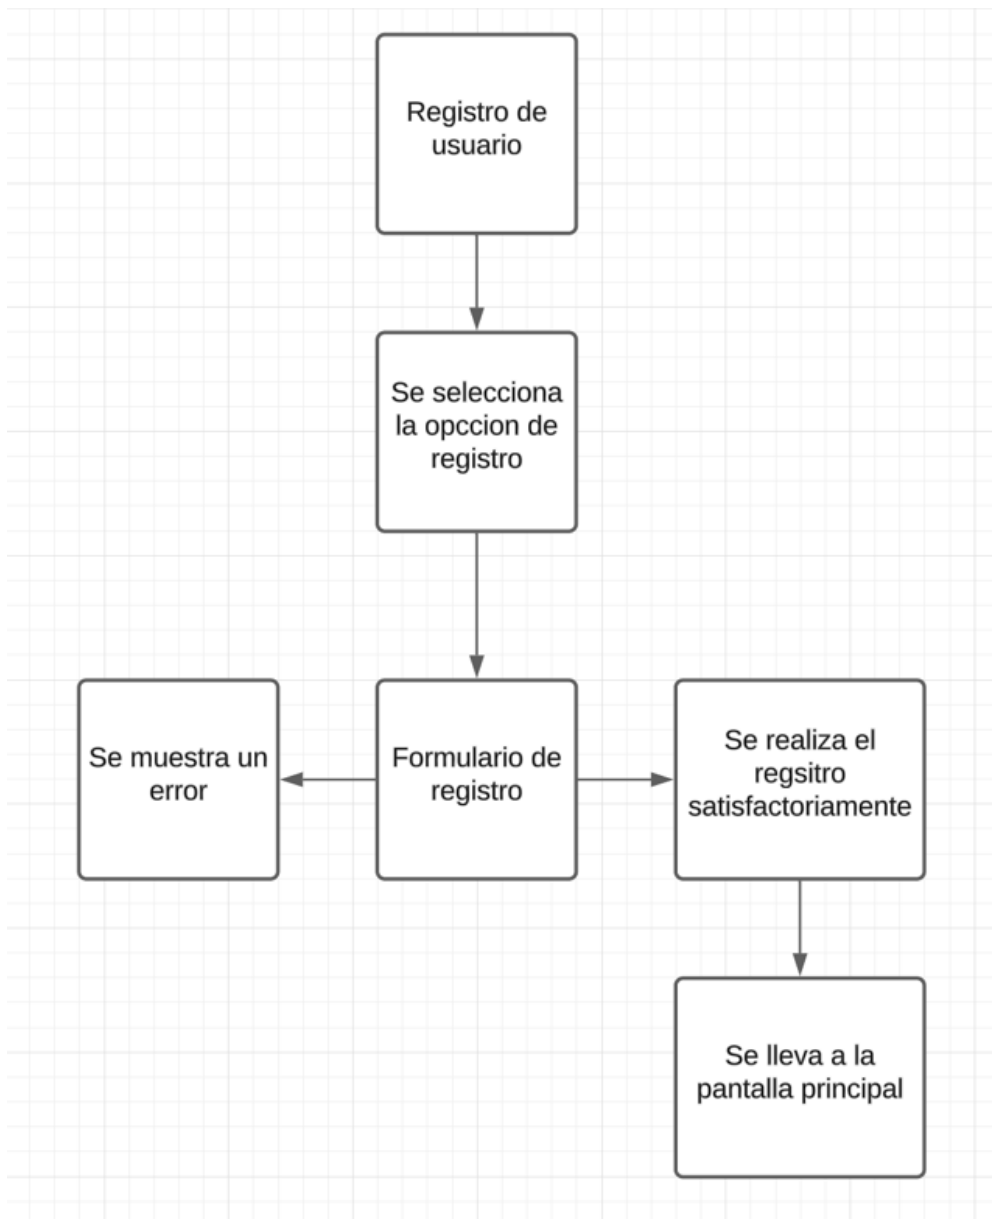 Registro de
usuario
Se selecciona
la opccion de
registro
Se muestra un
error
Formulario de
registro
Se realiza el
regsitro
satisfactoriamente
Se lleva a la
pantalla principal